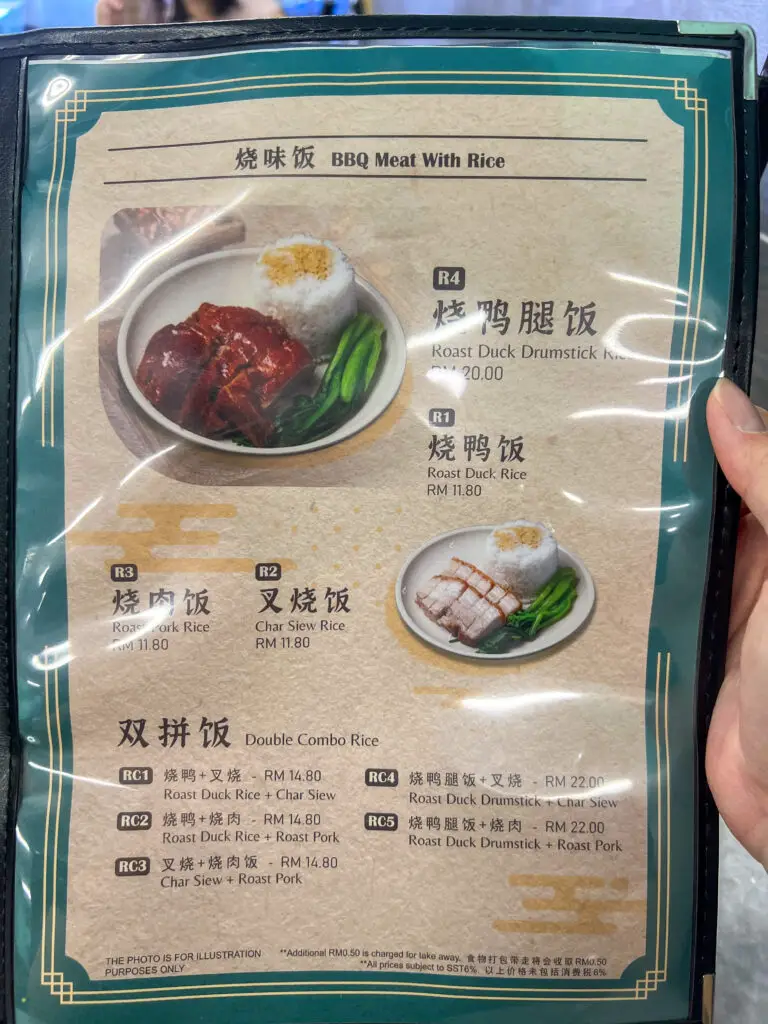 烧味饭 BBQ Meat With Rice
R4
烧鸭腿饭
Roast Duck Drumstick
RM 20.00
R1
烧鸭饭
Roast Duck Rice
RM 11.80
R3
烧肉饭
Roast Pork Rice
RM 11.80
R2
叉烧饭
Char Siew Rice
RM 11.80
双拼饭 Double Combo Rice
RC1 烧鸭+叉烧 - RM 14.80
Roast Duck Rice + Char Siew
RC2 烧鸭+烧肉 - RM 14.80
Roast Duck Rice + Roast Pork
RC3 叉烧+烧肉饭 - RM 14.80
Char Siew + Roast Pork
RC4 烧鸭腿饭+叉烧 - RM 22.00
Roast Duck Drumstick + Char Siew
RC5 烧鸭腿饭+烧肉 - RM 22.00
Roast Duck Drumstick + Roast Pork
THE PHOTO IS FOR ILLUSTRATION
PURPOSES ONLY
**Additional RM0.50 is charged for take away. 食物打包带走将会收取RM0.50
**All prices subject to SST6%. 以上价格未包括消费税6%